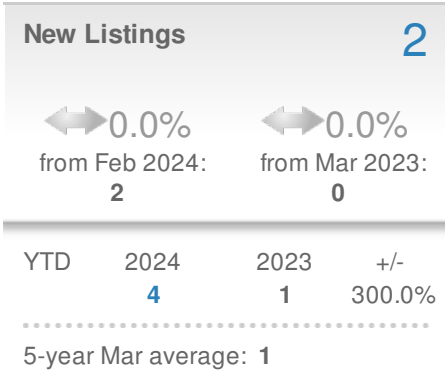 New Listings 2
0.0% 0.0%
from Feb 2024: from Mar 2023:
2 0
YTD 2024 2023 +/-
4 1 300.0%
5-year Mar average: 1